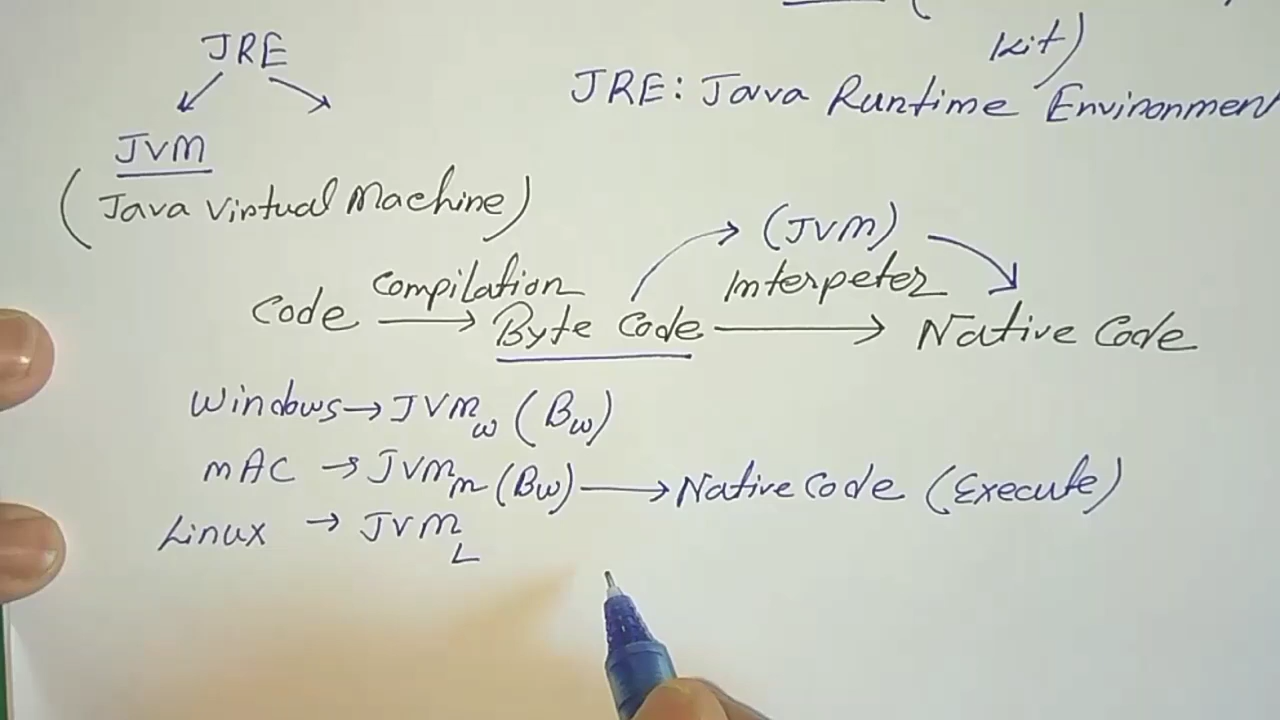 kit)
JRE
JRE: Java Runtime Environmen
JVM
(Java Virtual Machine)
(JVM)
Code Compilation Byte Code Interpeter Native Code
Windows → JVMw (Bw)
MAC → JVMm (Bw) → Native Code (Execute)
Linux → JVML